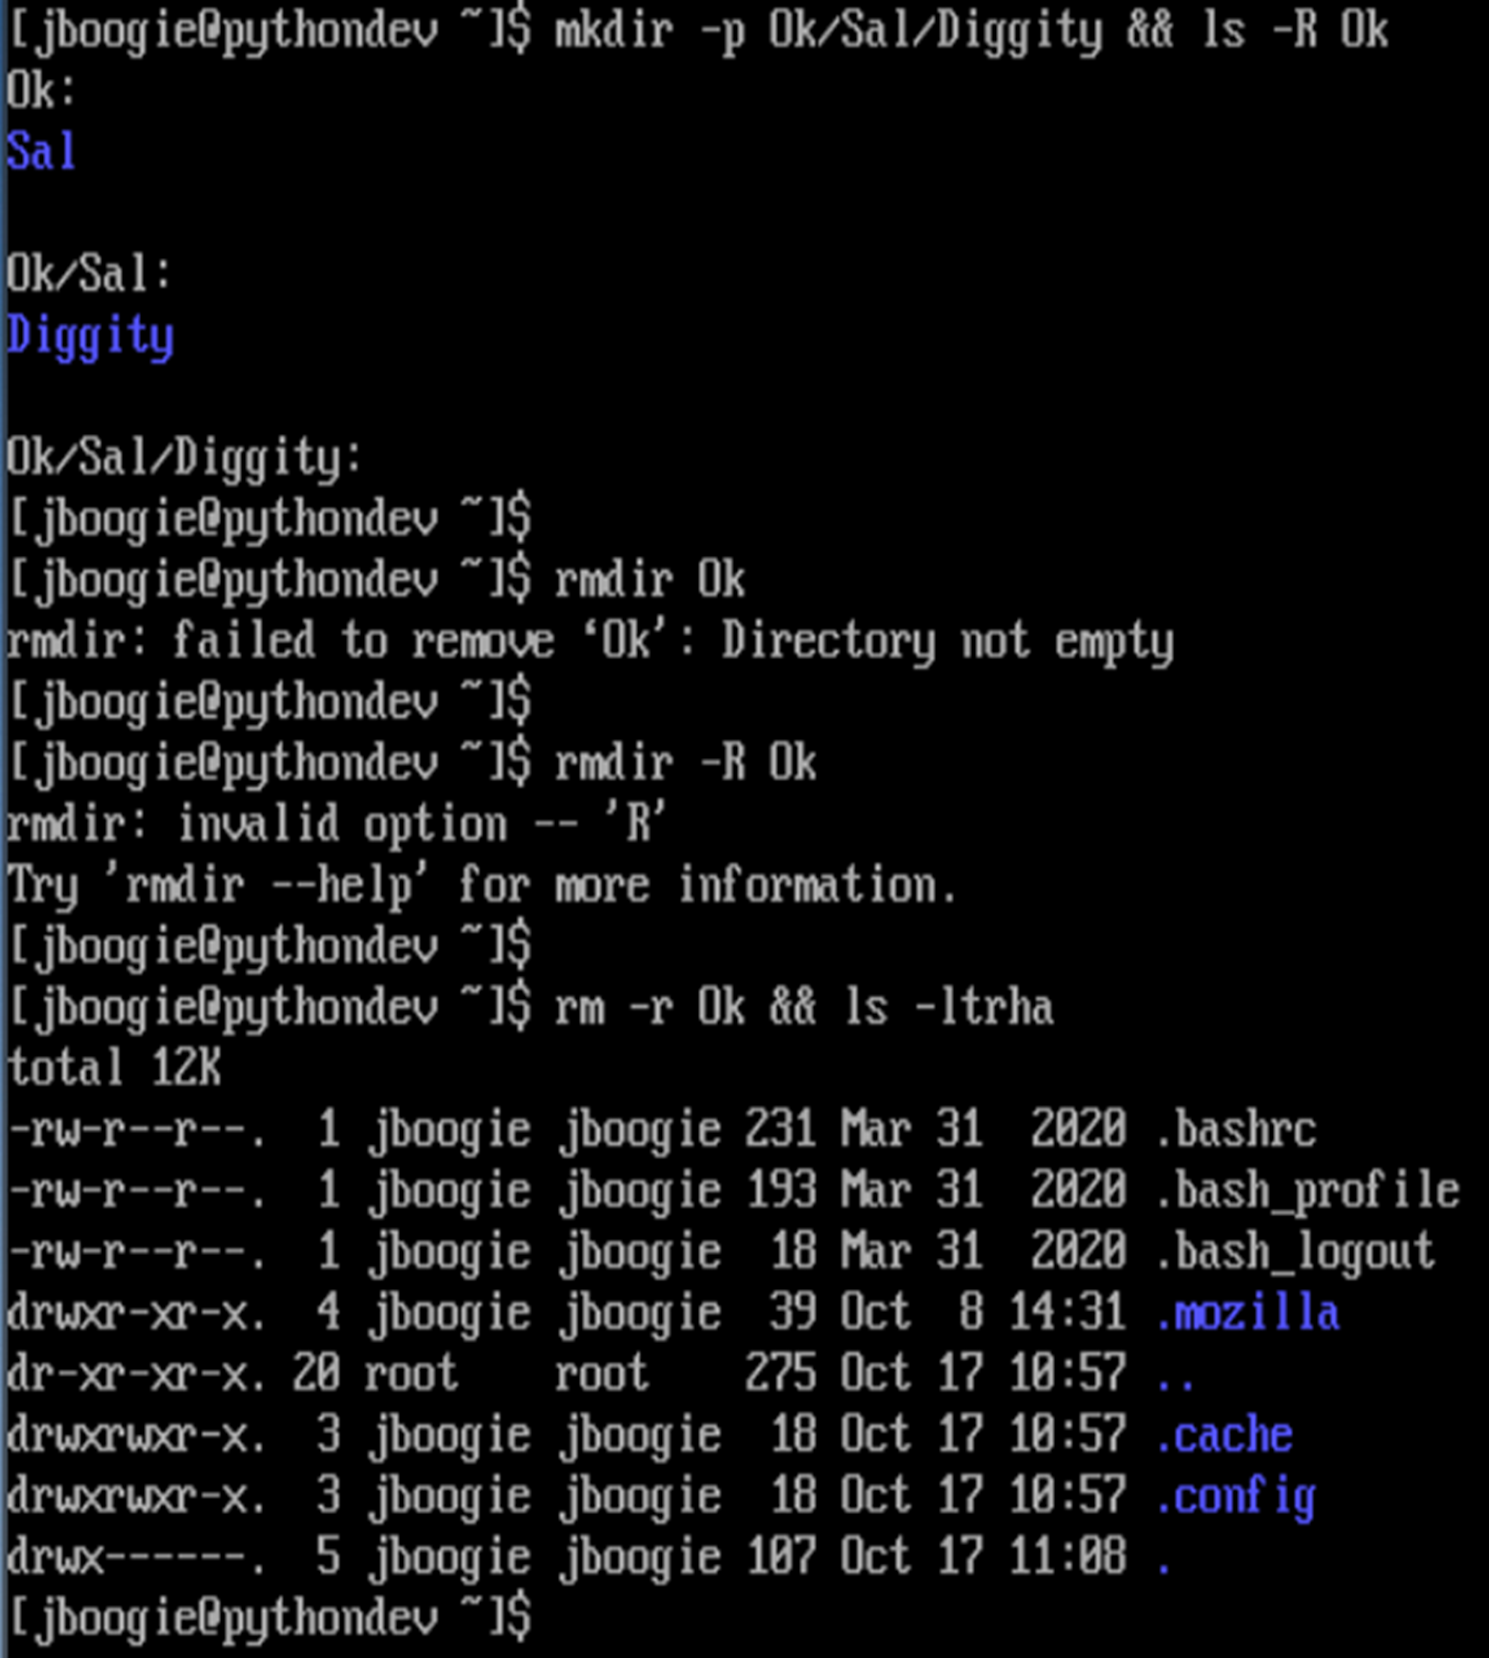 [jboogie@pythondev ~]$ mkdir -p Ok/Sal/Diggity && ls -R Ok
Ok:
Sal

Ok/Sal:
Diggity

Ok/Sal/Diggity:
[jboogie@pythondev ~]$
[jboogie@pythondev ~]$ rmdir Ok
rmdir: failed to remove ‘Ok’: Directory not empty
[jboogie@pythondev ~]$
[jboogie@pythondev ~]$ rmdir -R Ok
rmdir: invalid option -- 'R'
Try 'rmdir --help' for more information.
[jboogie@pythondev ~]$
[jboogie@pythondev ~]$ rm -r Ok && ls -ltrha
total 12K
-rw-r--r--.  1 jboogie jboogie 231 Mar 31  2020 .bashrc
-rw-r--r--.  1 jboogie jboogie 193 Mar 31  2020 .bash_profile
-rw-r--r--.  1 jboogie jboogie  18 Mar 31  2020 .bash_logout
drwxr-xr-x.  4 jboogie jboogie  39 Oct  8 14:31 .mozilla
dr-xr-xr-x. 20 root    root    275 Oct 17 10:57 ..
drwxrwxr-x.  3 jboogie jboogie  18 Oct 17 10:57 .cache
drwxrwxr-x.  3 jboogie jboogie  18 Oct 17 10:57 .config
drwx------.  5 jboogie jboogie 107 Oct 17 11:08 .
[jboogie@pythondev ~]$